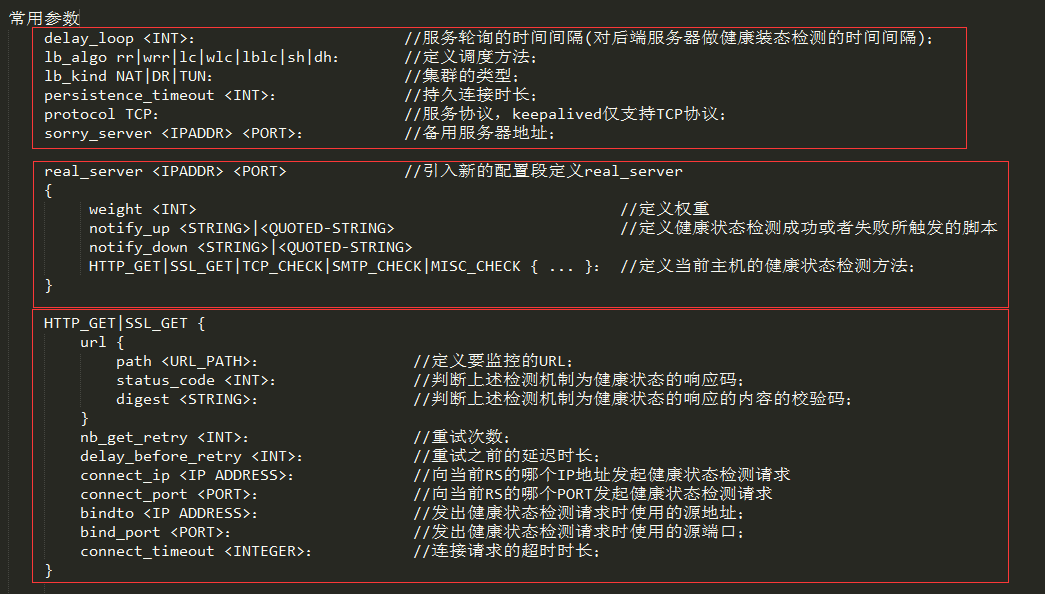 常用参数
delay_loop <INT>: //服务轮询的时间间隔(对后端服务器做健康装态检测的时间间隔);
lb_algo rr|wrr|lc|wlc|lblc|sh|dh: //定义调度方法;
lb_kind NAT|DR|TUN: //集群的类型;
persistence_timeout <INT>: //持久连接时长;
protocol TCP: //服务协议，keepalived仅支持TCP协议;
sorry_server <IPADDR> <PORT>: //备用服务器地址;
real_server <IPADDR> <PORT> //引入新的配置段定义real_server
{
weight <INT> //定义权重
notify_up <STRING>|<QUOTED-STRING> //定义健康状态检测成功或者失败所触发的脚本
notify_down <STRING>|<QUOTED-STRING>
HTTP_GET|SSL_GET|TCP_CHECK|SMTP_CHECK|MISC_CHECK { ... }: //定义当前主机的健康状态检测方法;
}
HTTP_GET|SSL_GET {
url {
path <URL_PATH>: //定义要监控的URL;
status_code <INT>: //判断上述检测机制为健康状态的响应码;
digest <STRING>: //判断上述检测机制为健康状态的响应的内容的校验码;
}
nb_get_retry <INT>: //重试次数;
delay_before_retry <INT>: //重试之前的延迟时长;
connect_ip <IP ADDRESS>: //向当前RS的哪个IP地址发起健康状态检测请求
connect_port <PORT>: //向当前RS的哪个PORT发起健康状态检测请求
bindto <IP ADDRESS>: //发出健康状态检测请求时使用的源地址;
bind_port <PORT>: //发出健康状态检测请求时使用的源端口;
connect_timeout <INTEGER>: //连接请求的超时时长;
}